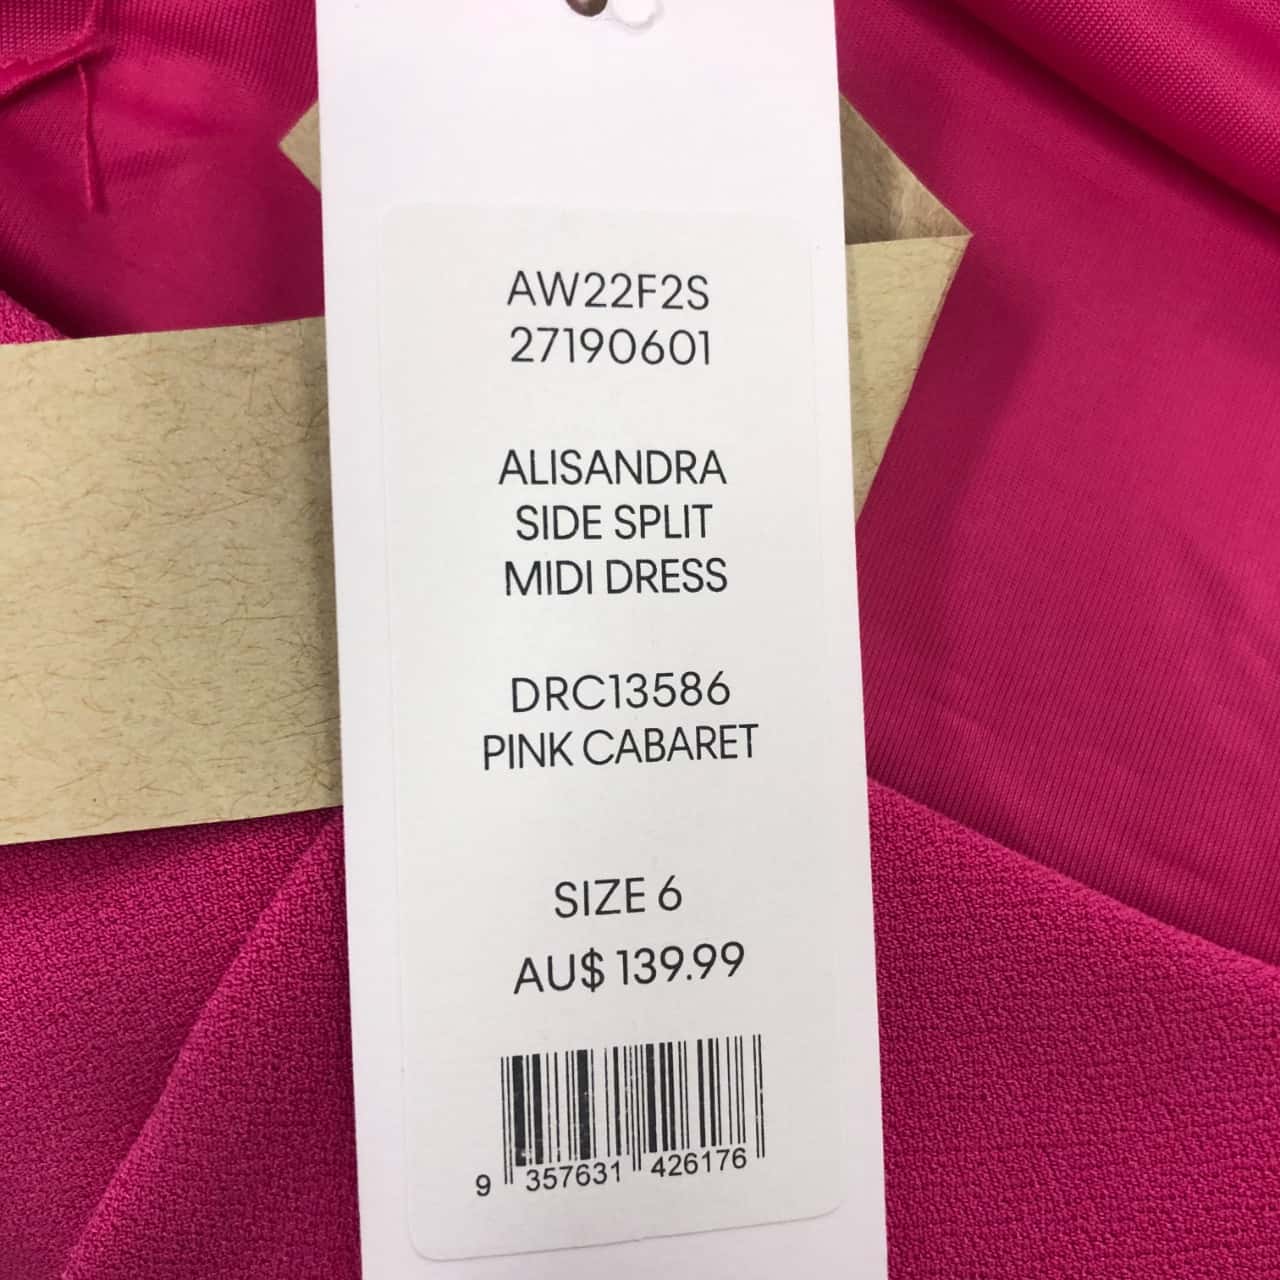 AW22F2S
27190601
ALISANDRA
SIDE SPLIT
MIDI DRESS
DRC13586
PINK CABARET
SIZE 6
AU$ 139.99
9 357631 426176